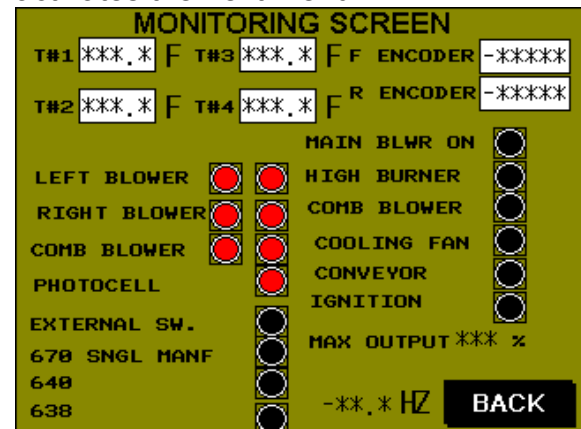 MONITORING SCREEN
T#1 ***.* F T#3 ***.* F F ENCODER -*****
T#2 ***.* F T#4 ***.* F R ENCODER -*****
MAIN BLWR ON
LEFT BLOWER HIGH BURNER
RIGHT BLOWER COMB BLOWER
COMB BLOWER COOLING FAN
PHOTOCELL CONVEYOR
IGNITION
EXTERNAL SW.
670 SNGL MANF MAX OUTPUT *** %
640
638 -**.* HZ BACK